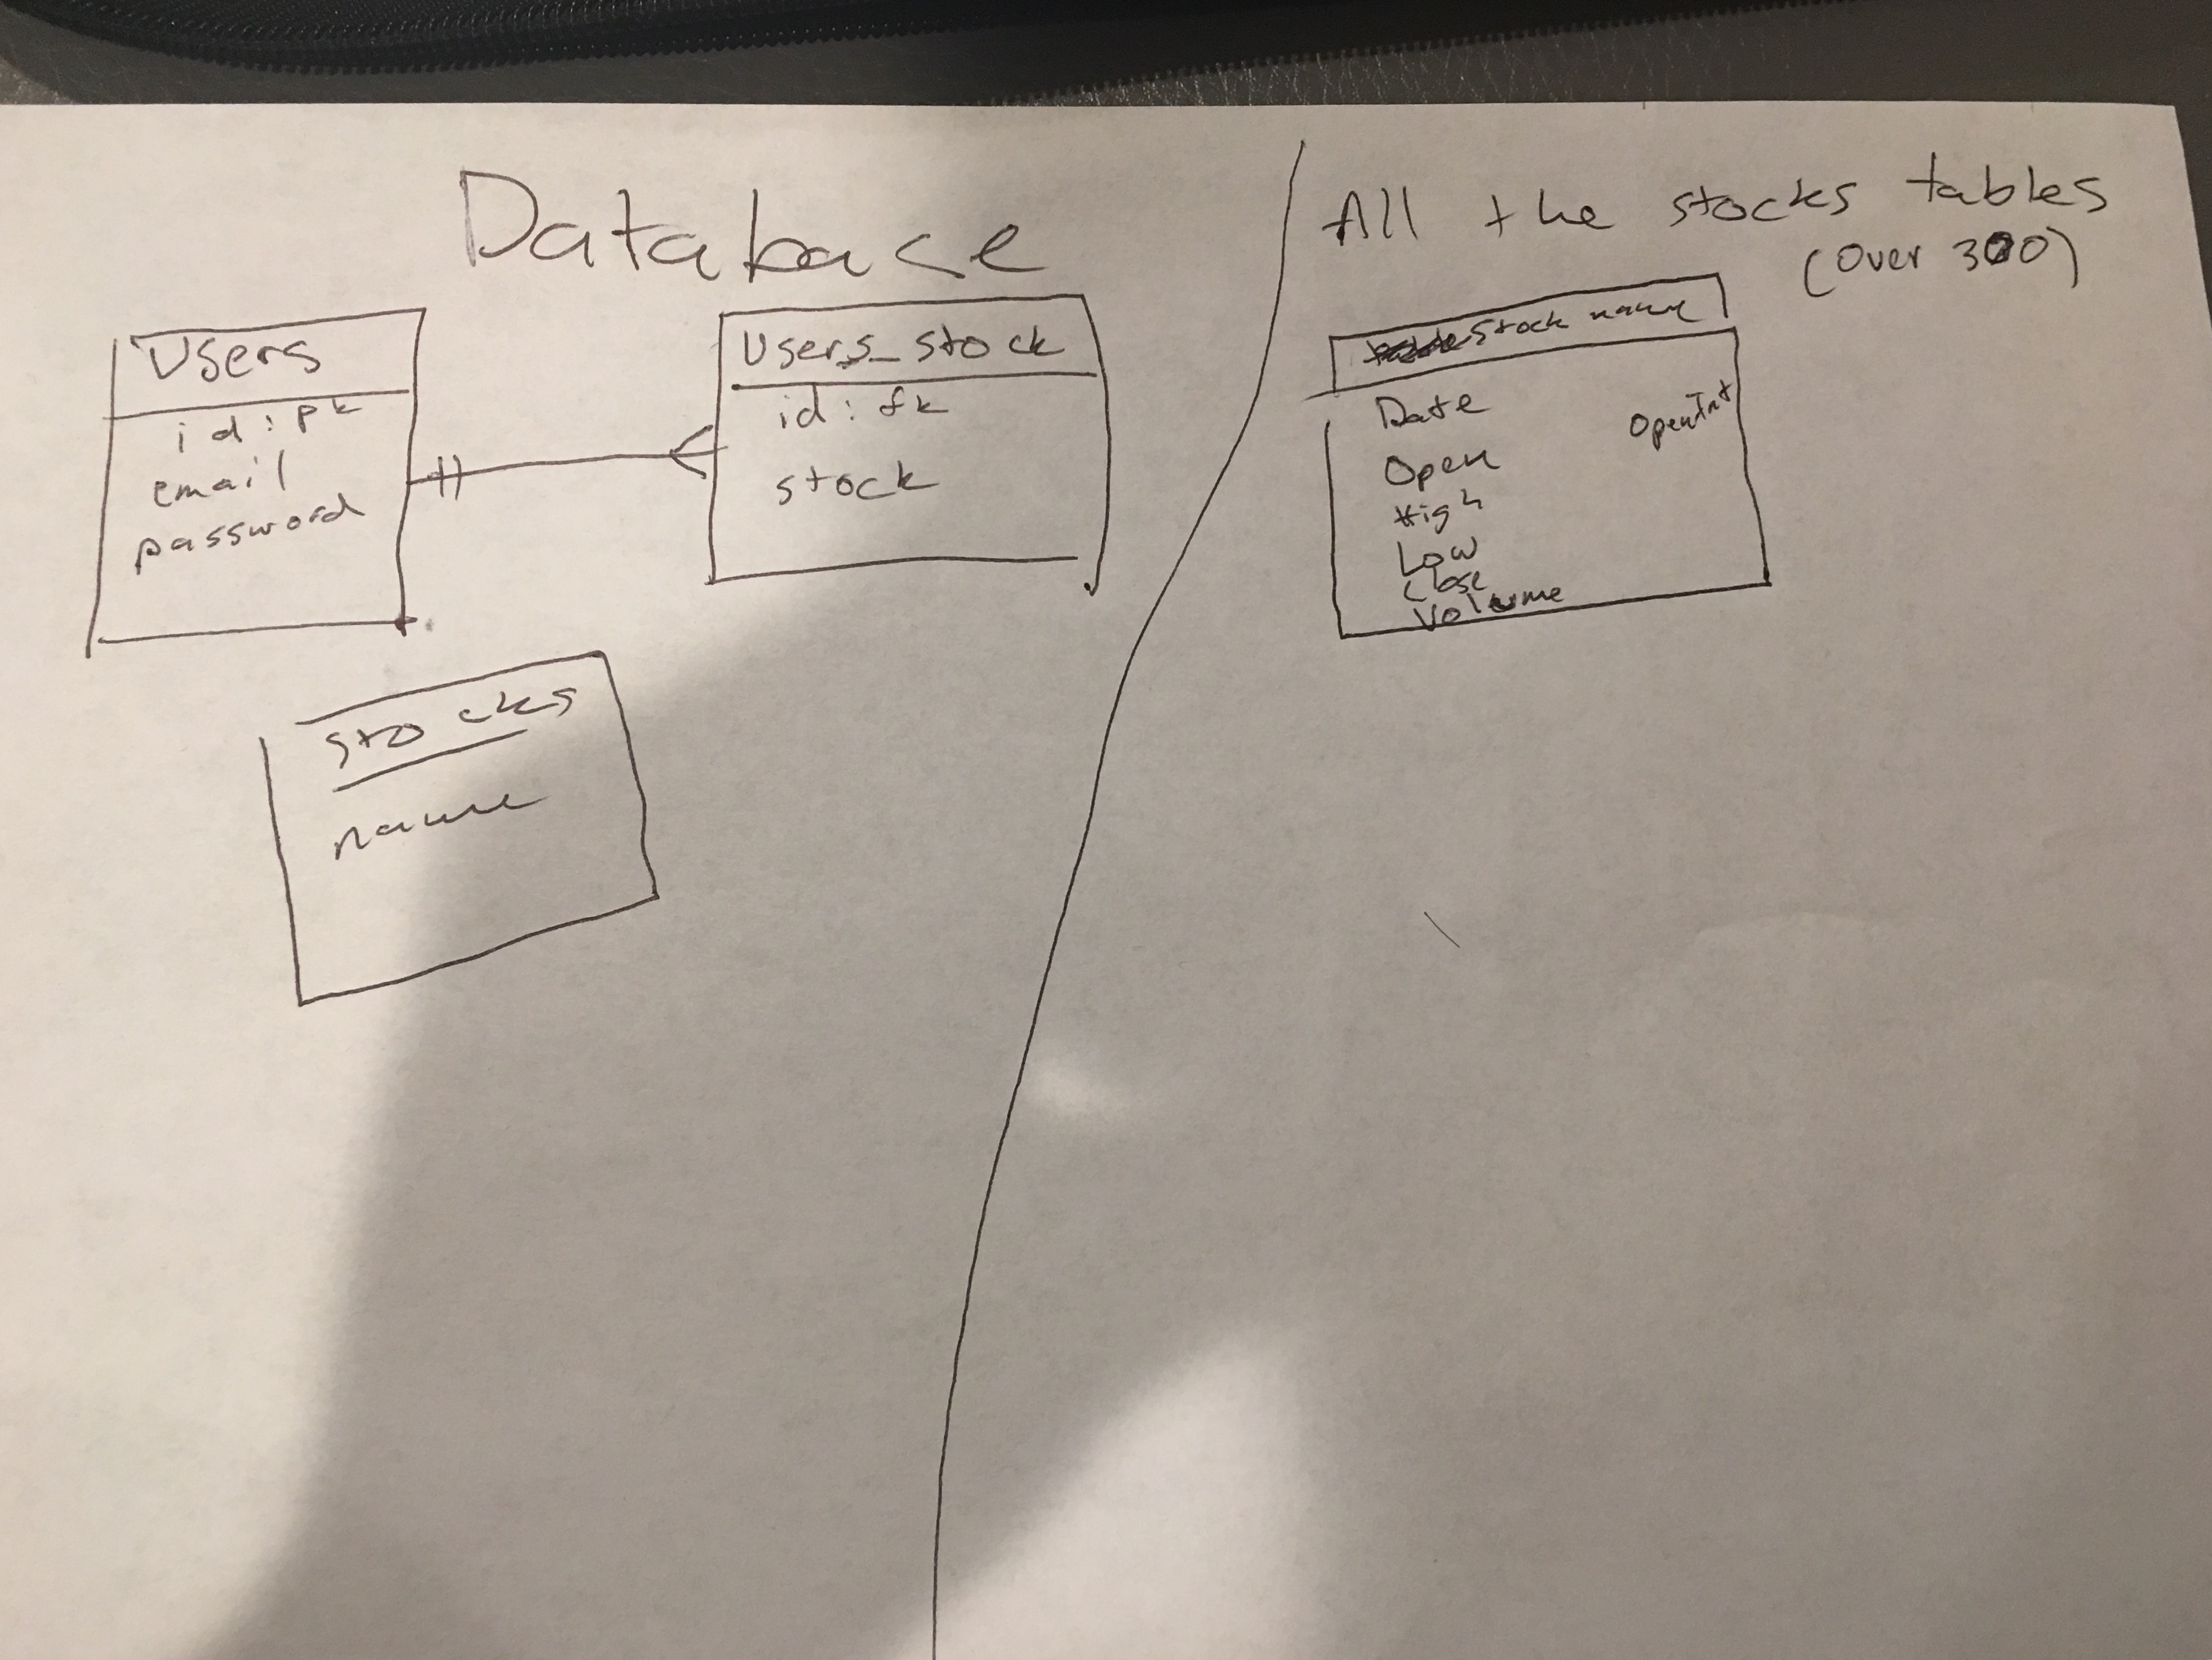 Database
Users
id: pk
email
password
Users_stock
id: fk
stock
stocks
name
All the stocks tables
(over 300)
Stock name
Date
OpenInt
Open
High
Low
Close
Volume